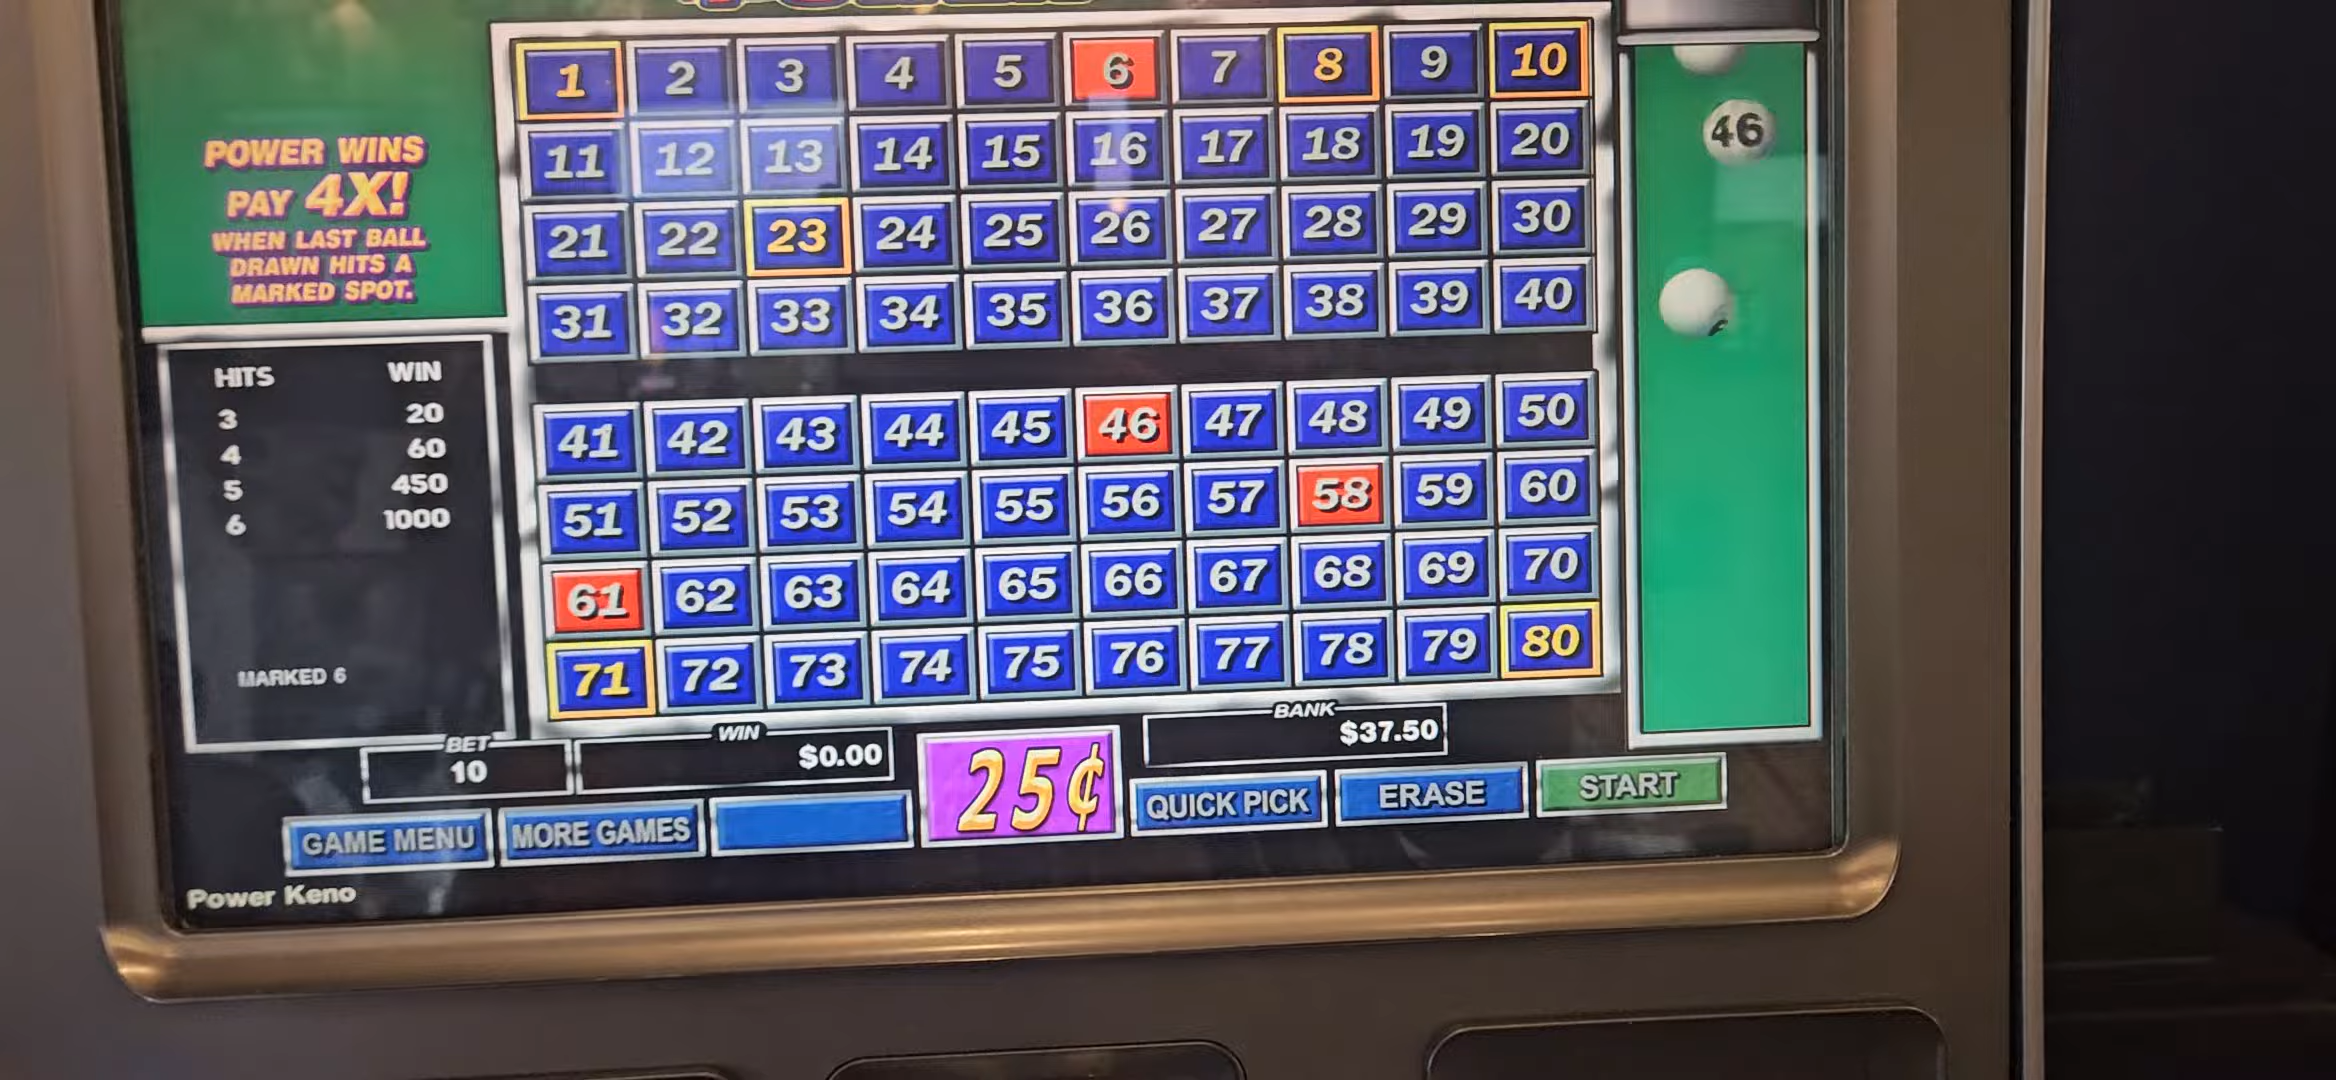 1 2 3 4 5 6 7 8 9 10
11 12 13 14 15 16 17 18 19 20
21 22 23 24 25 26 27 28 29 30
31 32 33 34 35 36 37 38 39 40
41 42 43 44 45 46 47 48 49 50
51 52 53 54 55 56 57 58 59 60
61 62 63 64 65 66 67 68 69 70
71 72 73 74 75 76 77 78 79 80
POWER WINS
PAY 4X!
WHEN LAST BALL
DRAWN HITS A
MARKED SPOT.
HITS WIN
3 20
4 60
5 450
6 1000
MARKED 6
46
BET
10
WIN
$0.00
25¢
BANK
$37.50
GAME MENU
MORE GAMES
QUICK PICK
ERASE
START
Power Keno